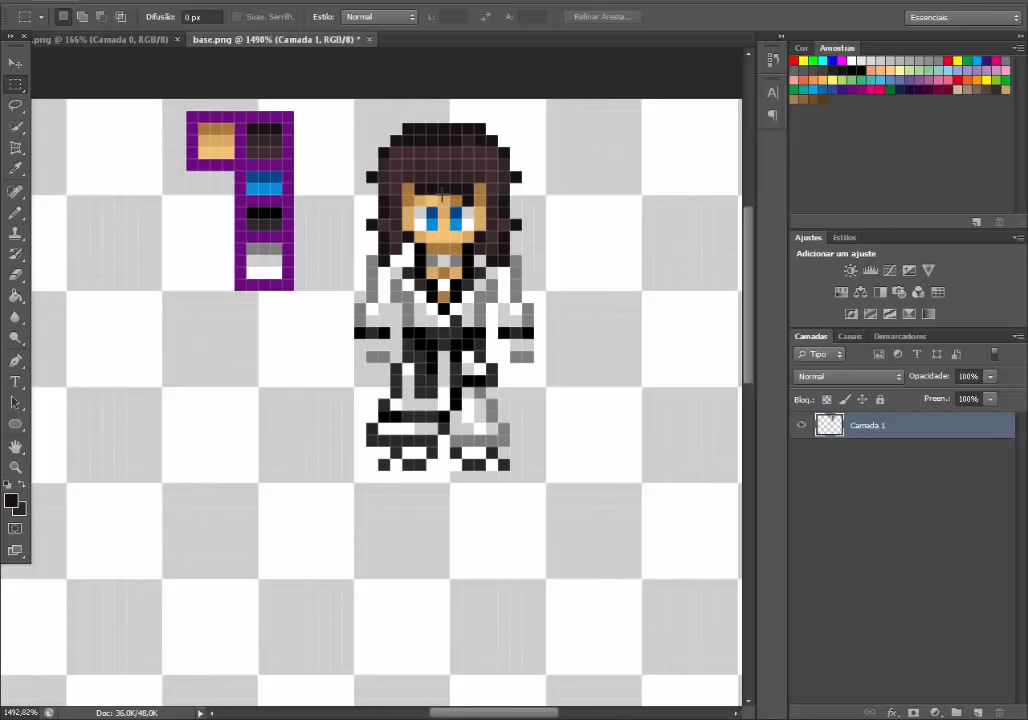 Difusão: 0 px Suav. Serrilh. Estilo: Normal L: A: Refinar Aresta... Essenciais
.png @ 166% (Camada 0, RGB/8) × base.png @ 1490% (Camada 1, RGB/8) * ×
Cor Amostras
Ajustes Estilos
Adicionar um ajuste
Camadas Canais Demarcadores
Tipo
Normal Opacidade: 100%
Bloq.: Preen.: 100%
Camada 1
1492,82% Doc: 36,0K/48,0K